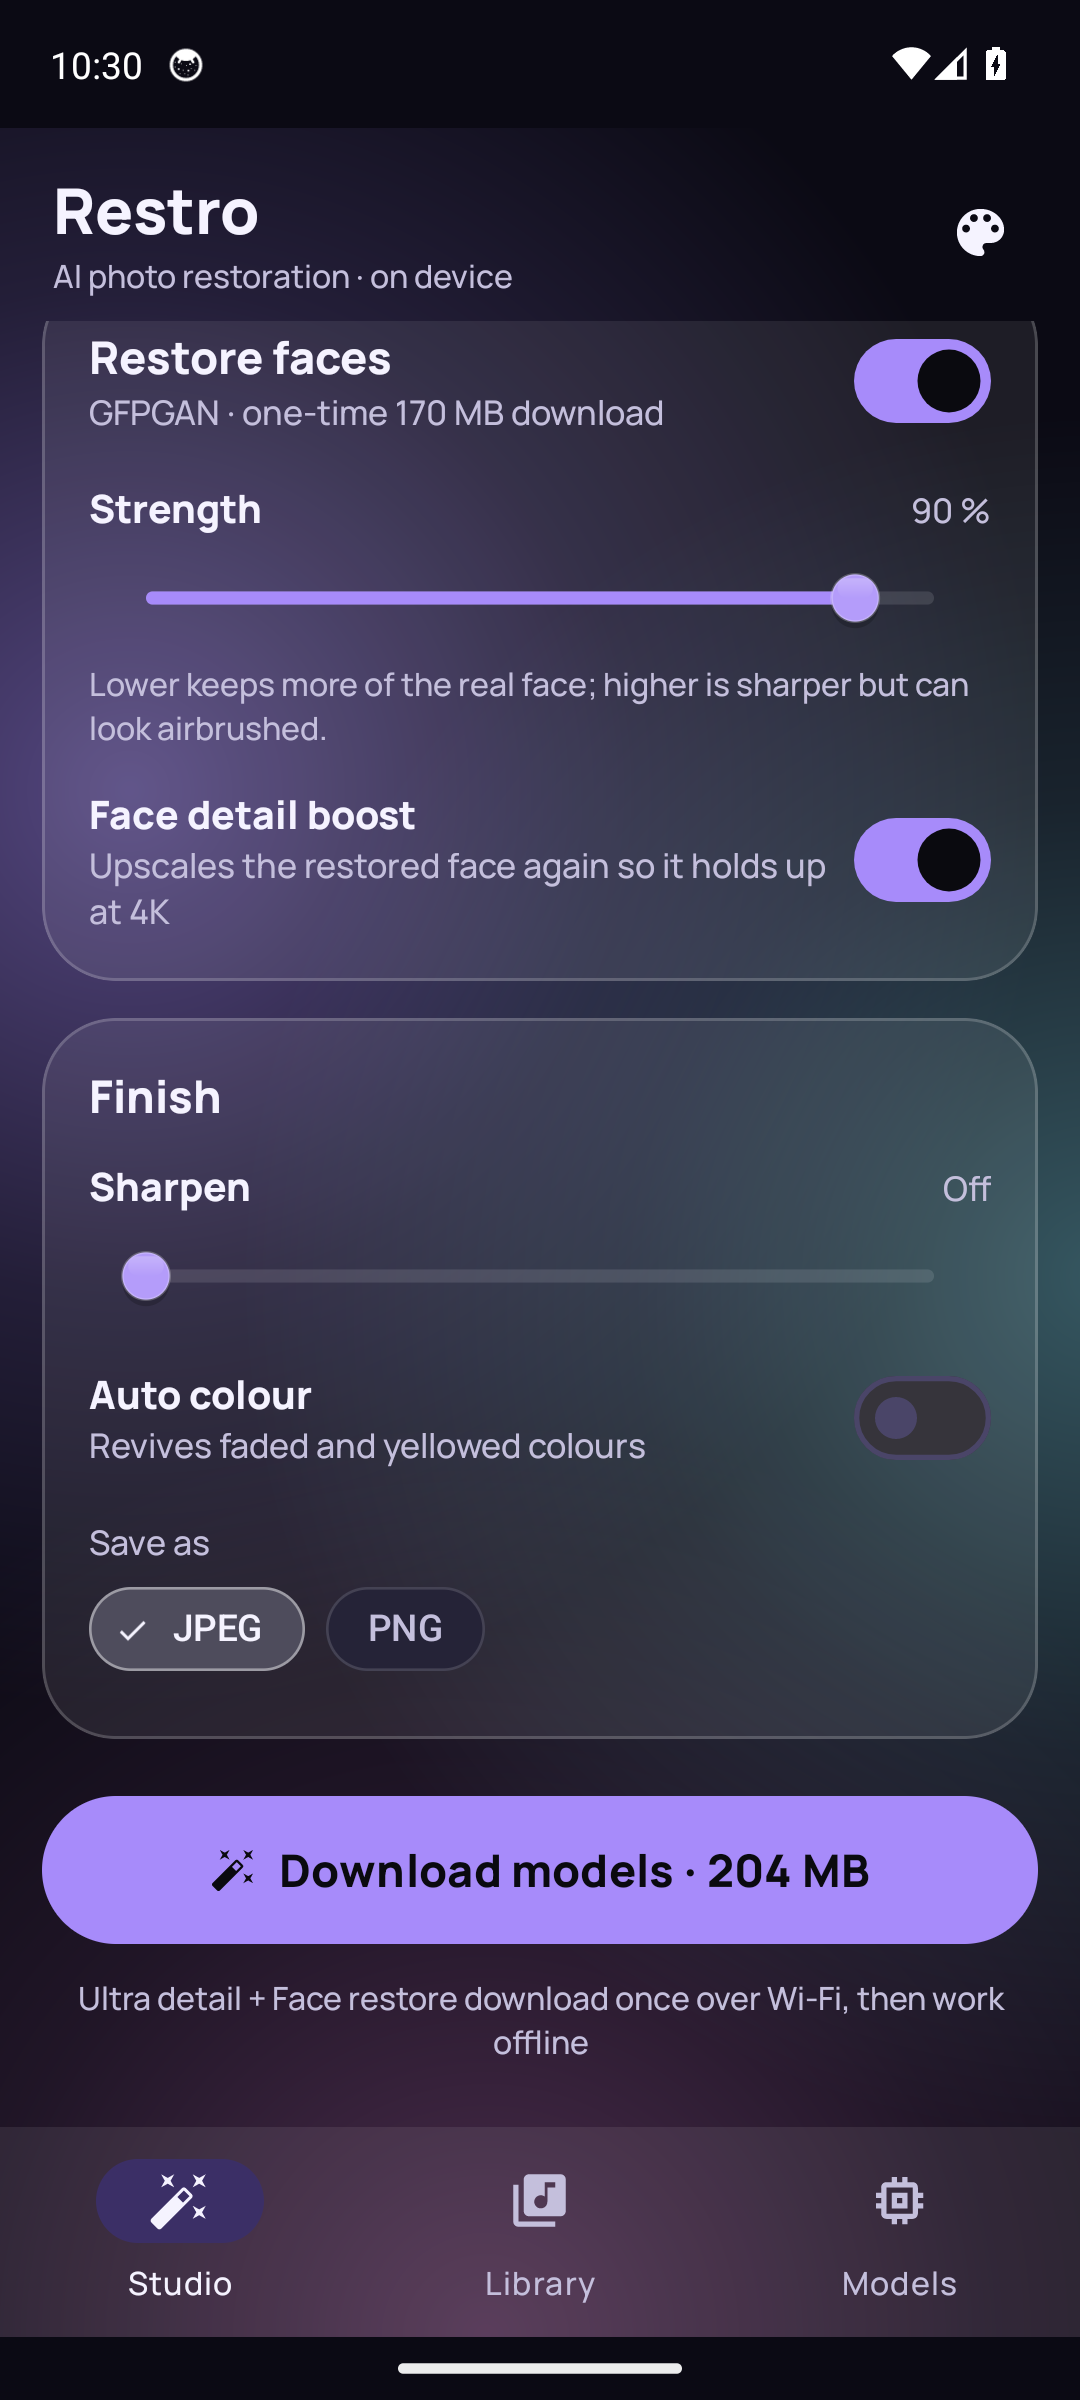 10:30
Restro
AI photo restoration · on device
Restore faces
GFPGAN · one-time 170 MB download
Strength
90 %
Lower keeps more of the real face; higher is sharper but can
look airbrushed.
Face detail boost
Upscales the restored face again so it holds up
at 4K
Finish
Sharpen
Off
Auto colour
Revives faded and yellowed colours
Save as
JPEG
PNG
Download models · 204 MB
Ultra detail + Face restore download once over Wi-Fi, then work
offline
Studio
Library
Models